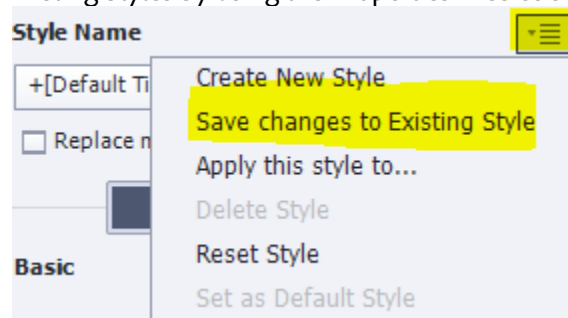 Style Name
+[Default Ti
Create New Style
Save changes to Existing Style
Replace n
Apply this style to...
Delete Style
Basic
Reset Style
Set as Default Style